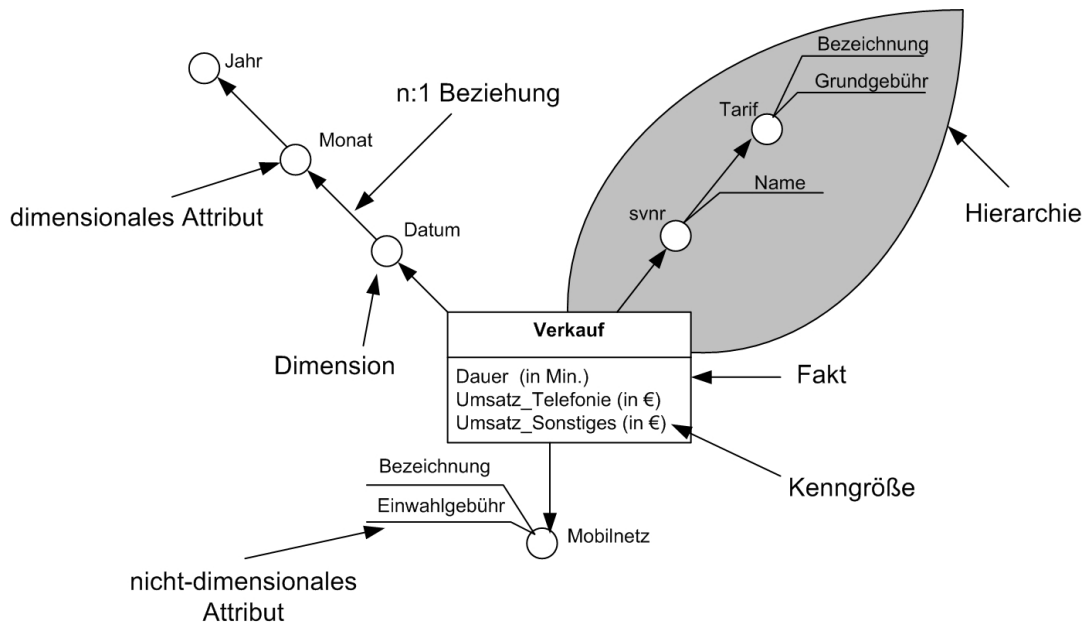 Jahr
Bezeichnung
n:1 Beziehung
Grundgebühr
Tarif
Monat
Name
dimensionales Attribut
svnr
Hierarchie
Datum
Verkauf
Dimension
Fakt
Dauer (in Min.)
Umsatz_Telefonie (in €)
Umsatz_Sonstiges (in €)
Bezeichnung
Kenngröße
Einwahlgebühr
Mobilnetz
nicht-dimensionales
Attribut